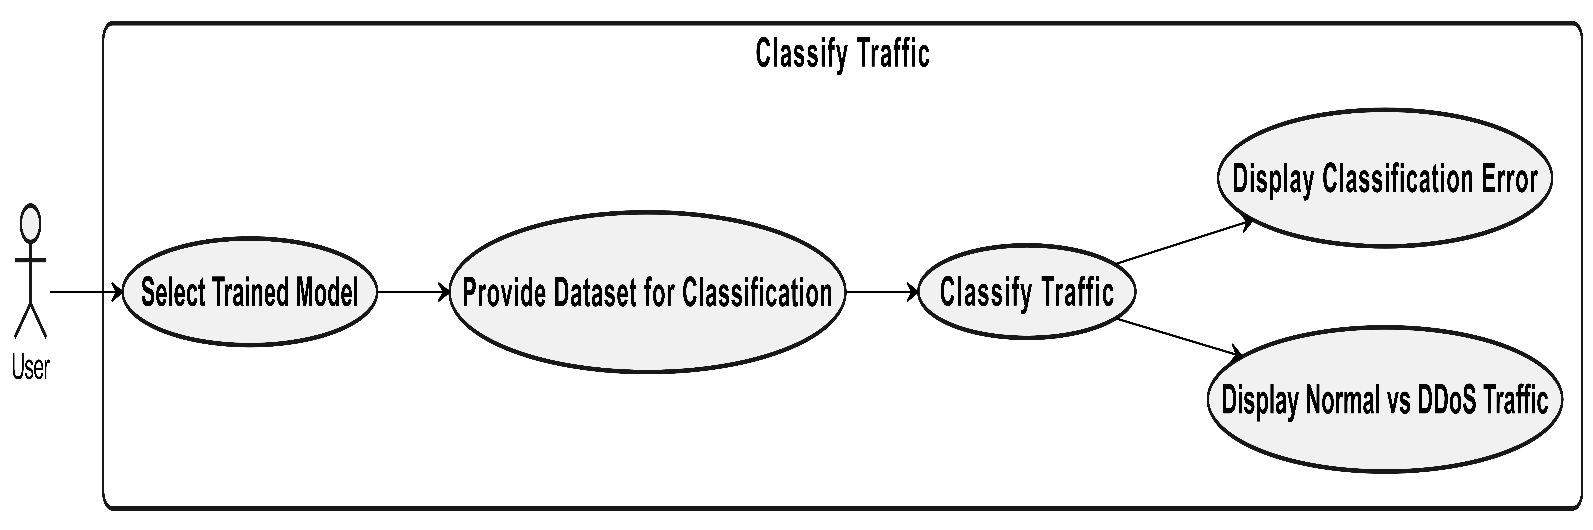 Classify Traffic
User
Select Trained Model
Provide Dataset for Classification
Classify Traffic
Display Classification Error
Display Normal vs DDoS Traffic